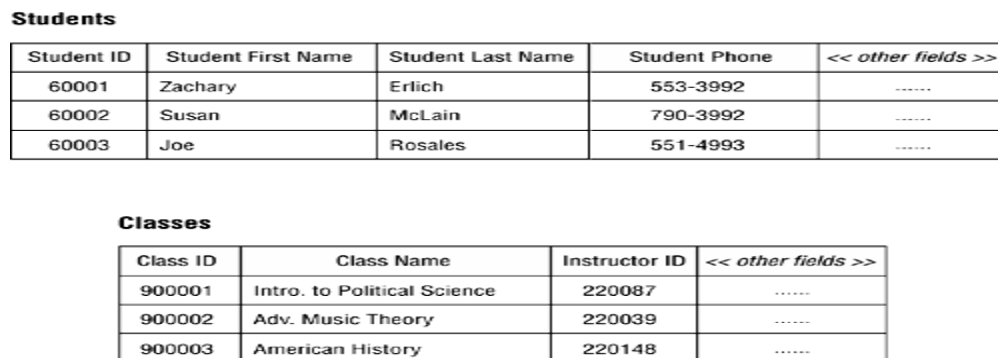 Students
Student ID Student First Name Student Last Name Student Phone << other fields >>
60001 Zachary Erlich 553-3992 ......
60002 Susan McLain 790-3992 ......
60003 Joe Rosales 551-4993 ......
Classes
Class ID Class Name Instructor ID << other fields >>
900001 Intro. to Political Science 220087 ......
900002 Adv. Music Theory 220039 ......
900003 American History 220148 ......